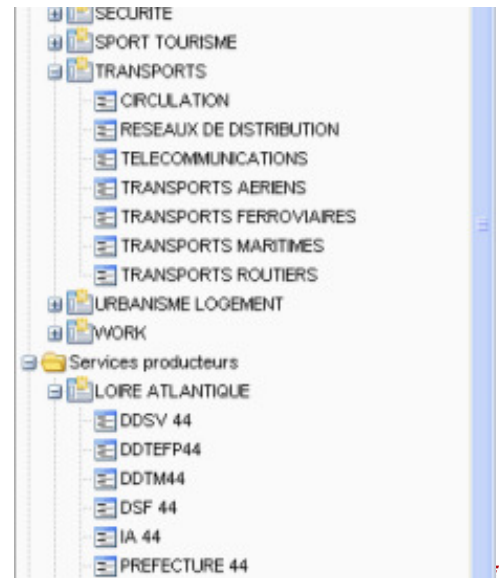 SECURITE
SPORT TOURISME
TRANSPORTS
CIRCULATION
RESEAUX DE DISTRIBUTION
TELECOMMUNICATIONS
TRANSPORTS AERIENS
TRANSPORTS FERROVIAIRES
TRANSPORTS MARITIMES
TRANSPORTS ROUTIERS
URBANISME LOGEMENT
WORK
Services producteurs
LOIRE ATLANTIQUE
DDSV 44
DDTEFP44
DDTM44
DSF 44
IA 44
PREFECTURE 44